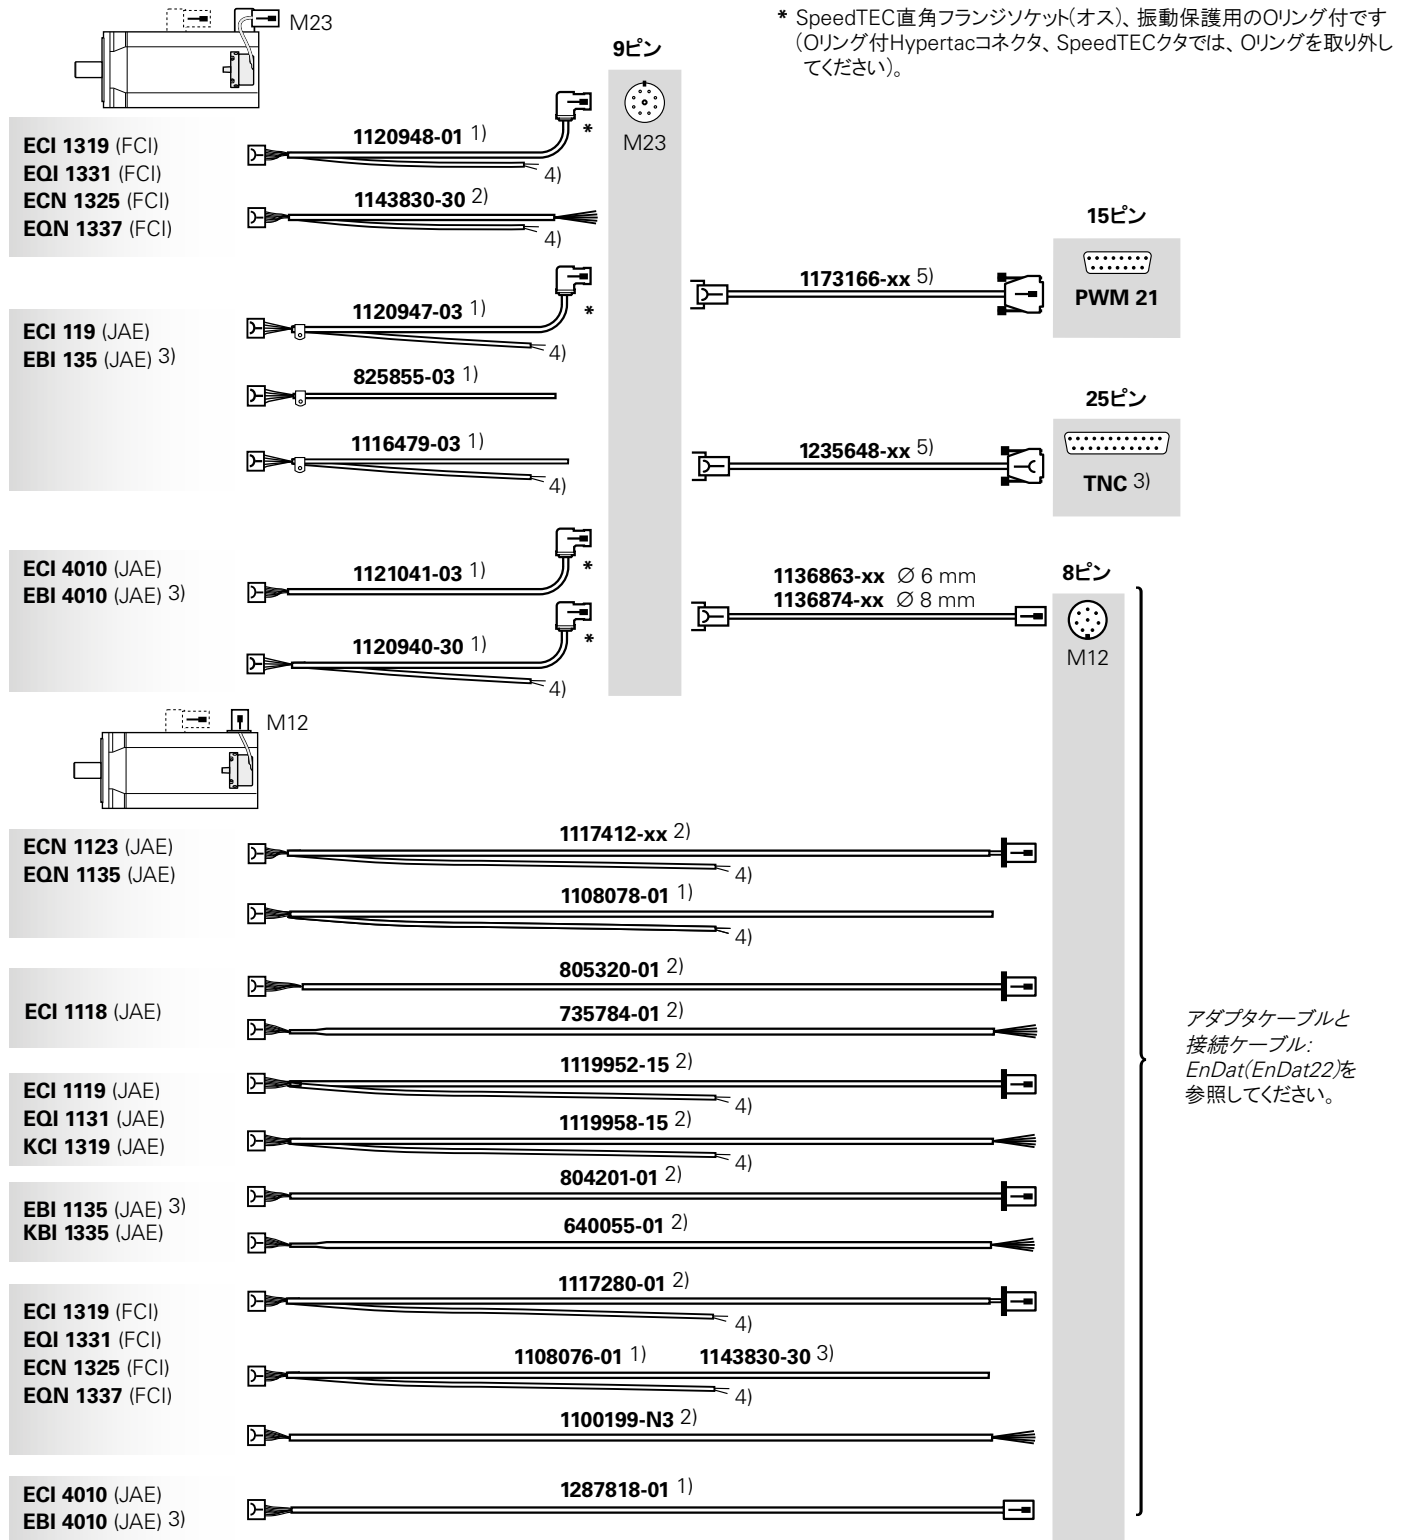 M23
* SpeedTEC直角フランジソケット(オス)、振動保護用のOリング付です
(Oリング付Hypertacコネクタ、SpeedTECクタでは、Oリングを取り外し
てください)。
9ピン
M23
ECI 1319 (FCI)
EQI 1331 (FCI)
ECN 1325 (FCI)
EQN 1337 (FCI)
1120948-01 1)
*
4)
1143830-30 2)
4)
15ピン
PWM 21
1173166-xx 5)
ECI 119 (JAE)
EBI 135 (JAE) 3)
1120947-03 1)
*
4)
825855-03 1)
1116479-03 1)
4)
25ピン
TNC 3)
1235648-xx 5)
ECI 4010 (JAE)
EBI 4010 (JAE) 3)
1121041-03 1)
*
1120940-30 1)
*
4)
1136863-xx Ø 6 mm
1136874-xx Ø 8 mm
8ピン
M12
M12
ECN 1123 (JAE)
EQN 1135 (JAE)
1117412-xx 2)
4)
1108078-01 1)
4)
ECI 1118 (JAE)
805320-01 2)
735784-01 2)
アダプタケーブルと
接続ケーブル:
EnDat(EnDat22)を
参照してください。
ECI 1119 (JAE)
EQI 1131 (JAE)
KCI 1319 (JAE)
1119952-15 2)
4)
1119958-15 2)
4)
EBI 1135 (JAE) 3)
KBI 1335 (JAE)
804201-01 2)
640055-01 2)
ECI 1319 (FCI)
EQI 1331 (FCI)
ECN 1325 (FCI)
EQN 1337 (FCI)
1117280-01 2)
4)
1108076-01 1) 1143830-30 3)
4)
1100199-N3 2)
ECI 4010 (JAE)
EBI 4010 (JAE) 3)
1287818-01 1)